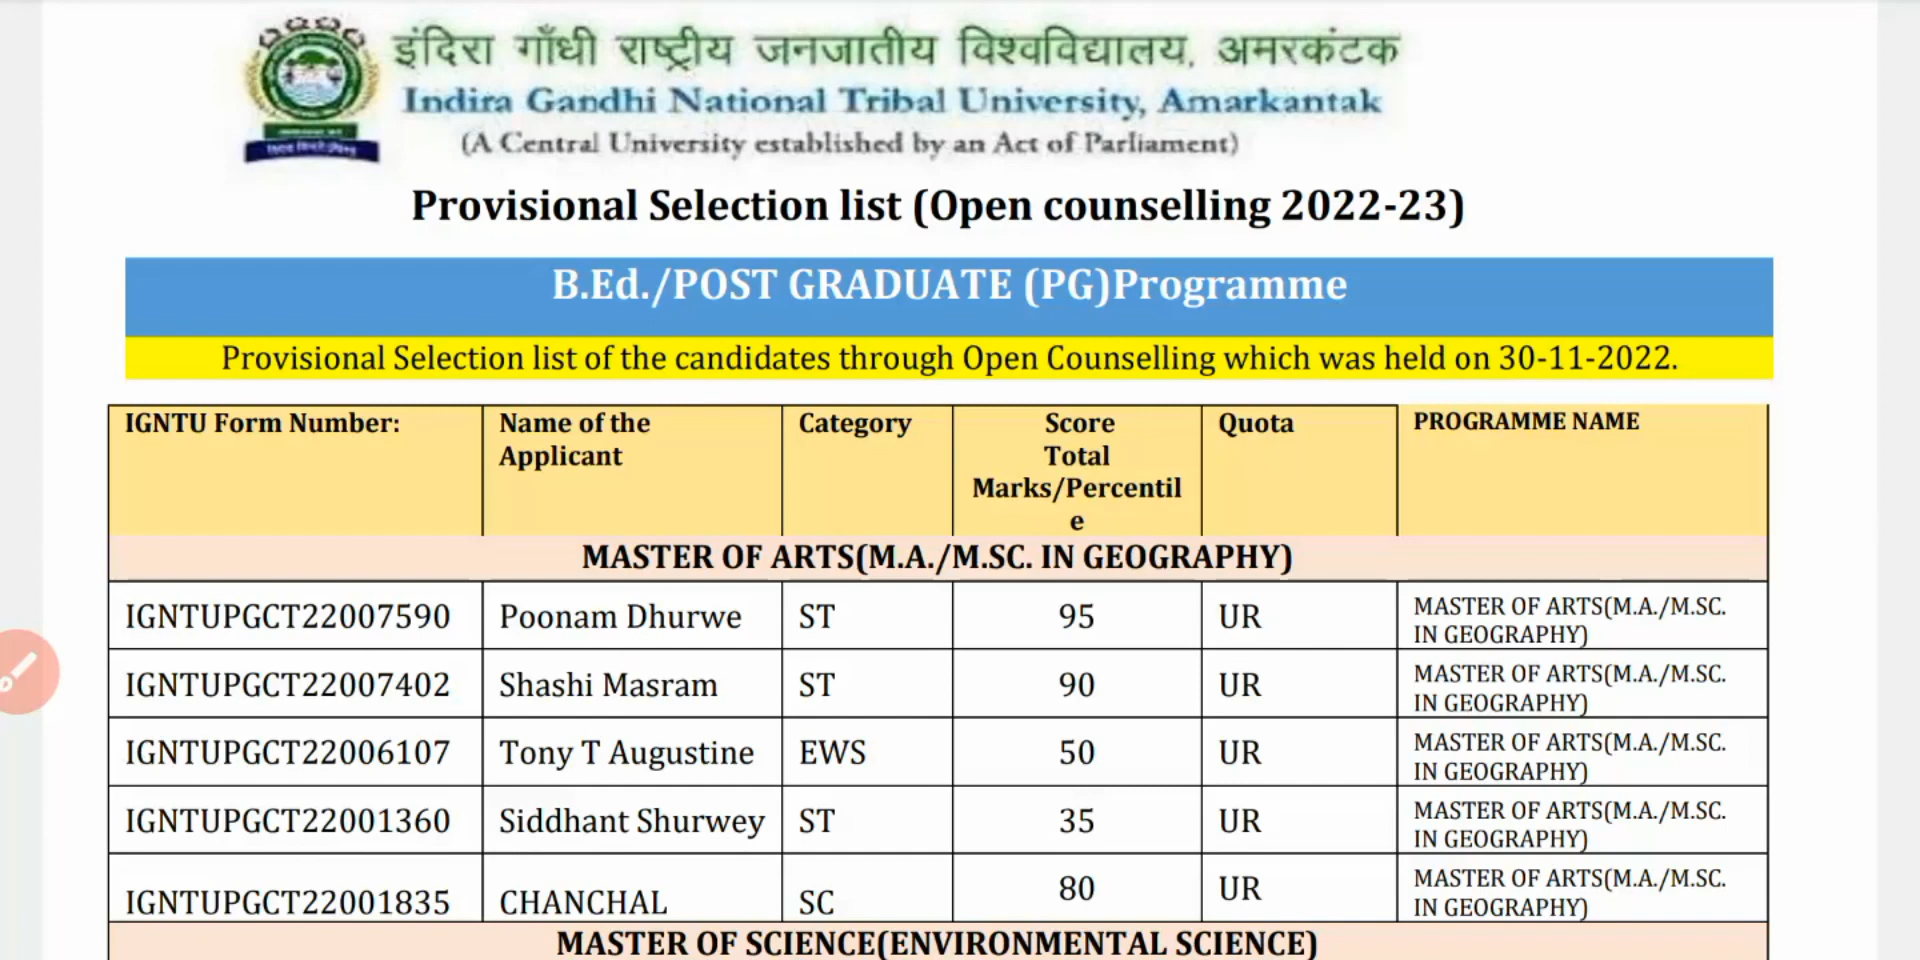 इंदिरा गाँधी राष्ट्रीय जनजातीय विश्वविद्यालय, अमरकंटक
Indira Gandhi National Tribal University, Amarkantak
(A Central University established by an Act of Parliament)
Provisional Selection list (Open counselling 2022-23)
B.Ed./POST GRADUATE (PG)Programme
Provisional Selection list of the candidates through Open Counselling which was held on 30-11-2022.
IGNTU Form Number:
Name of the
Applicant
Category
Score
Total
Marks/Percentil
e
Quota
PROGRAMME NAME
MASTER OF ARTS(M.A./M.SC. IN GEOGRAPHY)
IGNTUPGCT22007590 Poonam Dhurwe ST 95 UR MASTER OF ARTS(M.A./M.SC.
IN GEOGRAPHY)
IGNTUPGCT22007402 Shashi Masram ST 90 UR MASTER OF ARTS(M.A./M.SC.
IN GEOGRAPHY)
IGNTUPGCT22006107 Tony T Augustine EWS 50 UR MASTER OF ARTS(M.A./M.SC.
IN GEOGRAPHY)
IGNTUPGCT22001360 Siddhant Shurwey ST 35 UR MASTER OF ARTS(M.A./M.SC.
IN GEOGRAPHY)
IGNTUPGCT22001835 CHANCHAL SC 80 UR MASTER OF ARTS(M.A./M.SC.
IN GEOGRAPHY)
MASTER OF SCIENCE(ENVIRONMENTAL SCIENCE)